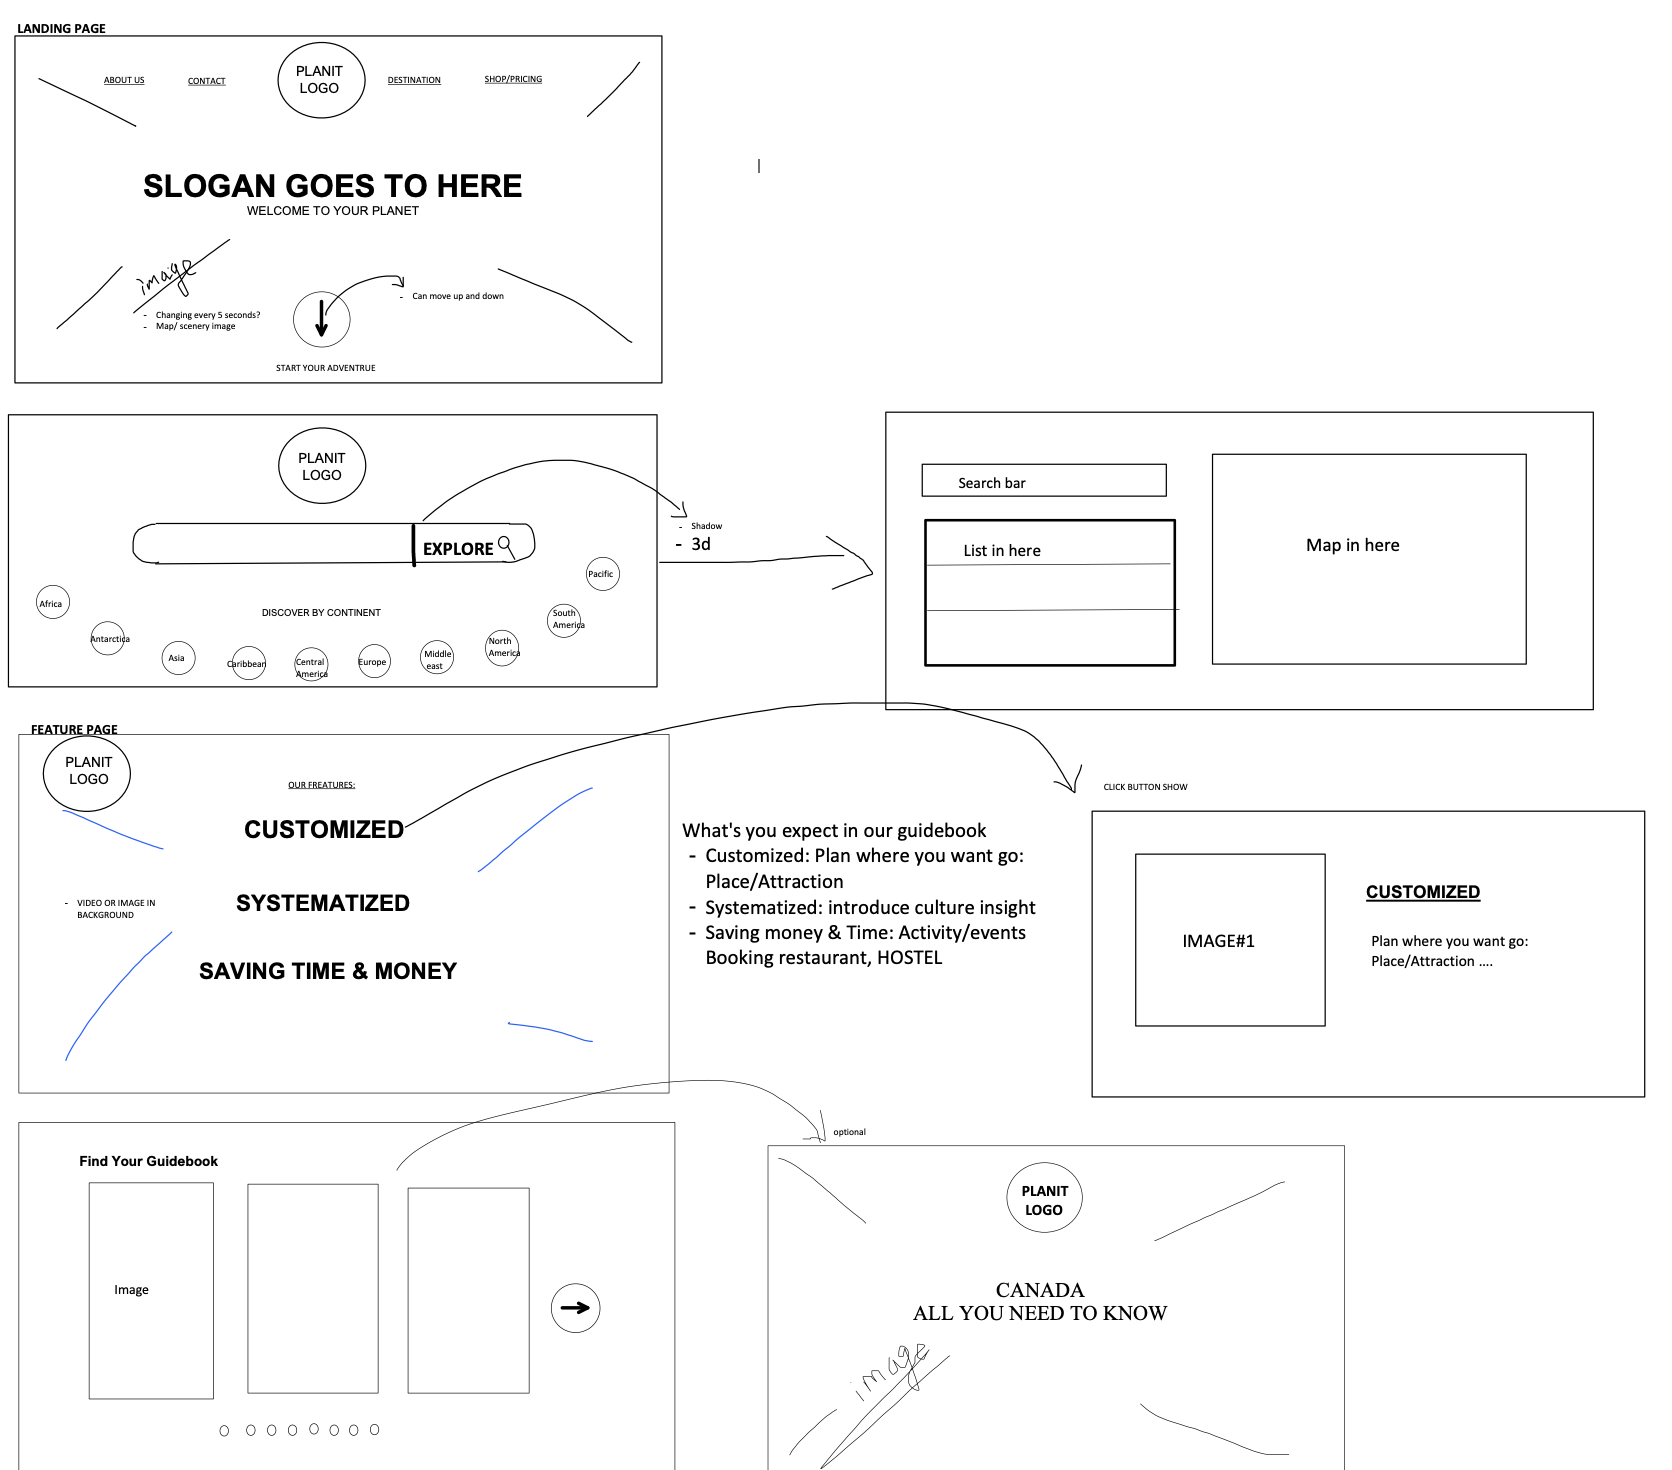 LANDING PAGE
ABOUT US
CONTACT
PLANIT
LOGO
DESTINATION
SHOP/PRICING
SLOGAN GOES TO HERE
WELCOME TO YOUR PLANET
image
- Changing every 5 seconds?
- Map/ scenery image
- Can move up and down
START YOUR ADVENTRUE
PLANIT
LOGO
EXPLORE
- Shadow
- 3d
DISCOVER BY CONTINENT
Africa
Antarctica
Asia
Caribbean
Central
America
Europe
Middle
east
North
America
South
America
Pacific
Search bar
List in here
Map in here
FEATURE PAGE
PLANIT
LOGO
OUR FREATURES:
CUSTOMIZED
SYSTEMATIZED
SAVING TIME & MONEY
- VIDEO OR IMAGE IN
BACKGROUND
What's you expect in our guidebook
- Customized: Plan where you want go:
Place/Attraction
- Systematized: introduce culture insight
- Saving money & Time: Activity/events
Booking restaurant, HOSTEL
CLICK BUTTON SHOW
IMAGE#1
CUSTOMIZED
Plan where you want go:
Place/Attraction ....
Find Your Guidebook
Image
optional
PLANIT
LOGO
CANADA
ALL YOU NEED TO KNOW
image